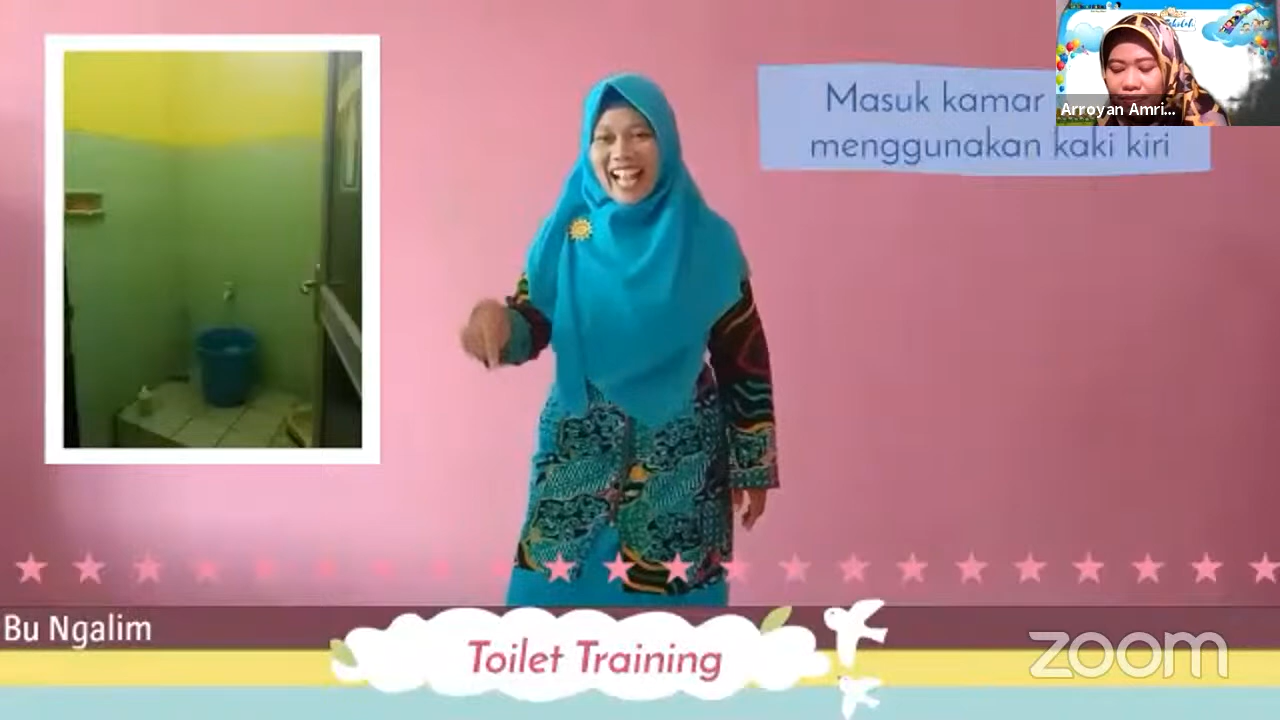 Masuk kamar
menggunakan kaki kiri
Arroyan Amri...
Bu Ngalim
Toilet Training
zoom